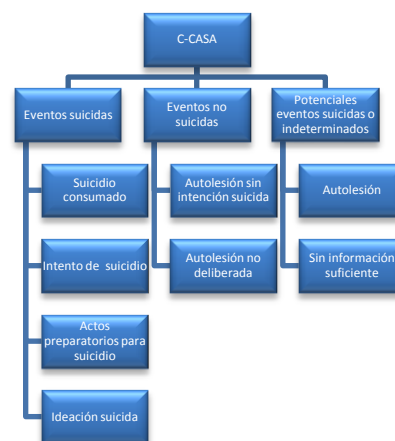 C-CASA
Eventos suicidas
Eventos no
suicidas
Potenciales
eventos suicidas o
indeterminados
Suicidio
consumado
Intento de suicidio
Actos
preparatorios para
suicidio
Ideación suicida
Autolesión sin
intención suicida
Autolesión no
deliberada
Autolesión
Sin información
suficiente